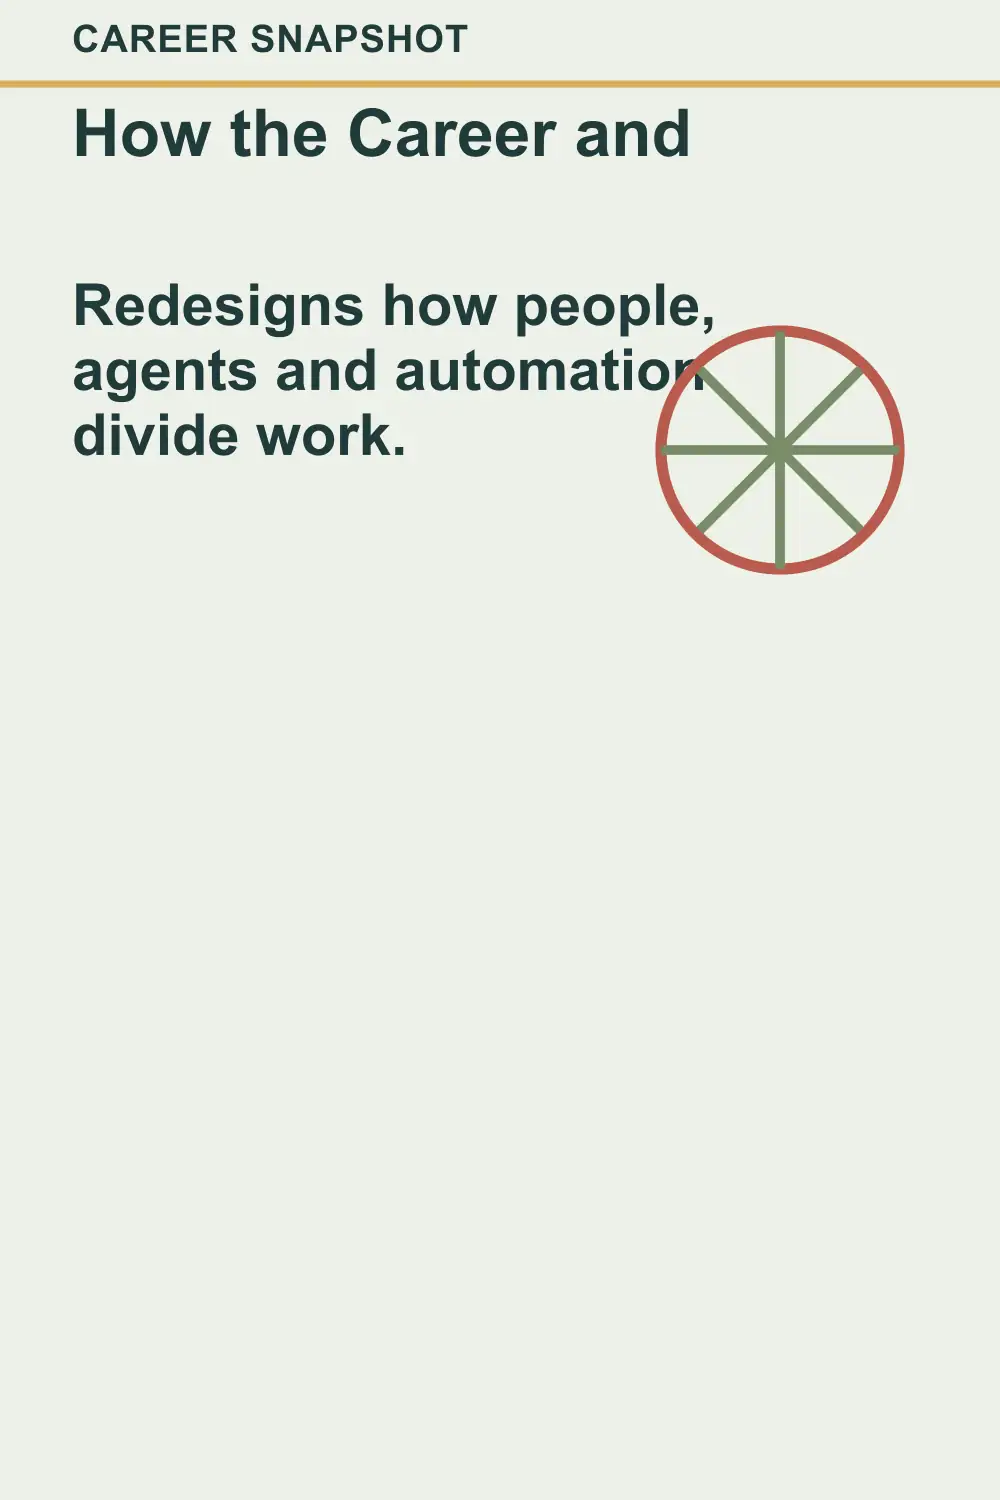 CAREER SNAPSHOT
How the Career and
Redesigns how people,
agents and automation
divide work.